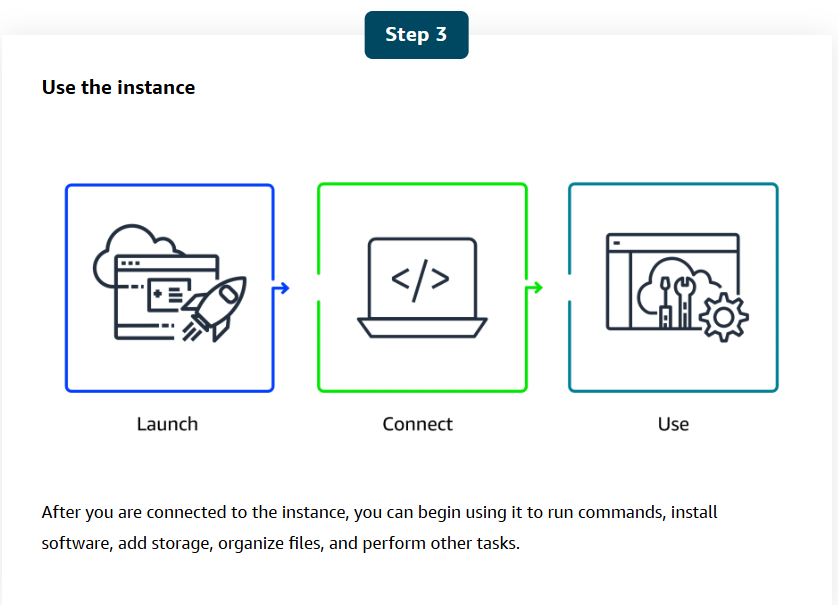 Step 3
Use the instance
</>
Launch
Connect
Use
After you are connected to the instance, you can begin using it to run commands, install
software, add storage, organize files, and perform other tasks.